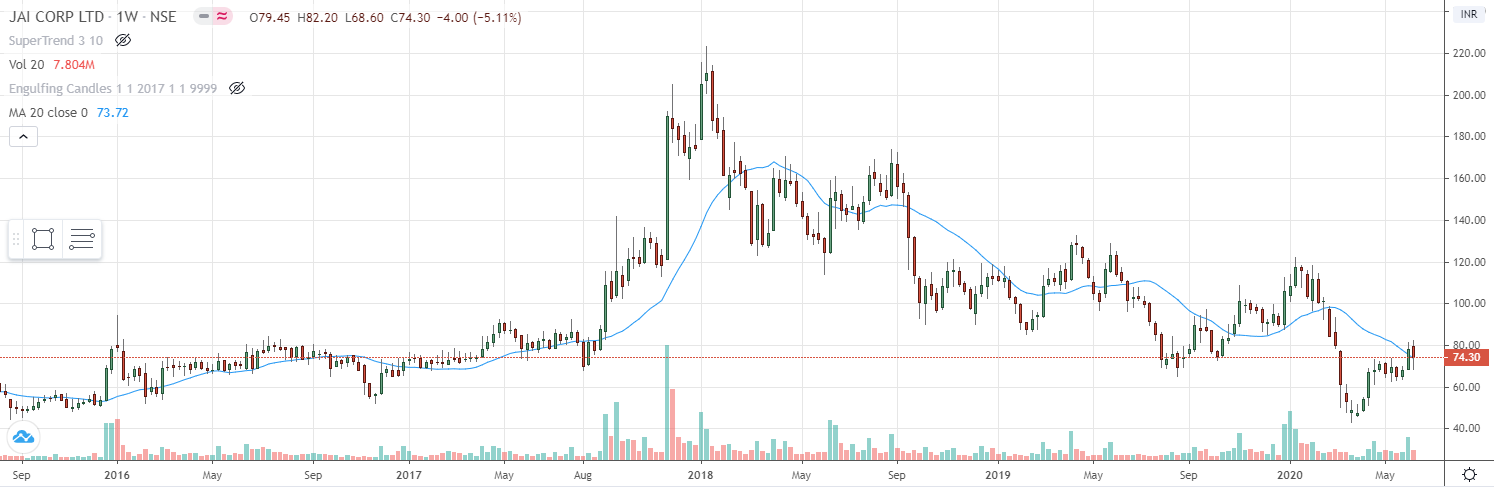 JAI CORP LTD · 1W · NSE O79.45 H82.20 L68.60 C74.30 −4.00 (−5.11%)
INR
SuperTrend 3 10
Vol 20 7.804M
Engulfing Candles 1 1 2017 1 1 9999
MA 20 close 0 73.72
220.00
200.00
180.00
160.00
140.00
120.00
100.00
80.00
74.30
60.00
40.00
Sep 2016 May Sep 2017 May Aug 2018 May Sep 2019 May Sep 2020 May